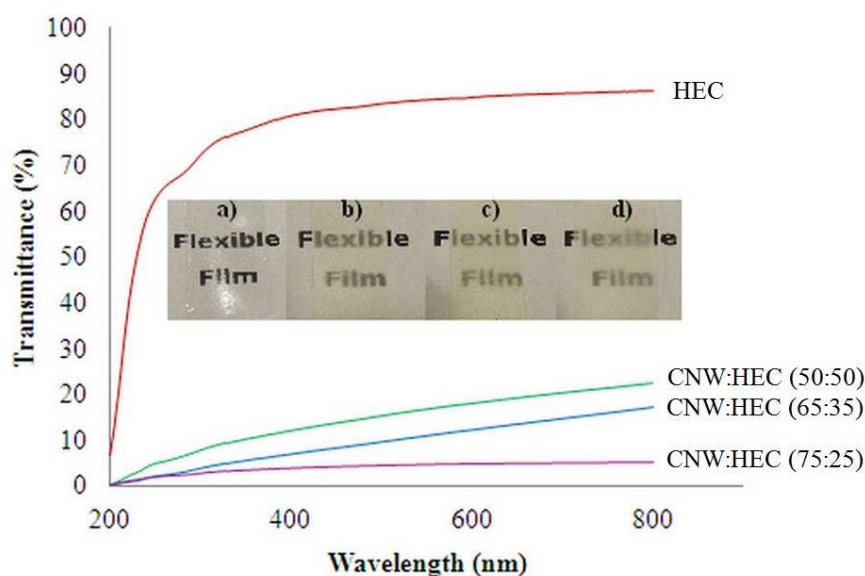 100
90
80
70
60
50
40
30
20
10
0
Transmittance (%)
200
400
600
800
Wavelength (nm)
HEC
CNW:HEC (50:50)
CNW:HEC (65:35)
CNW:HEC (75:25)
a)
Flexible
Film
b)
Flexible
Film
c)
Flexible
Film
d)
Flexible
Film